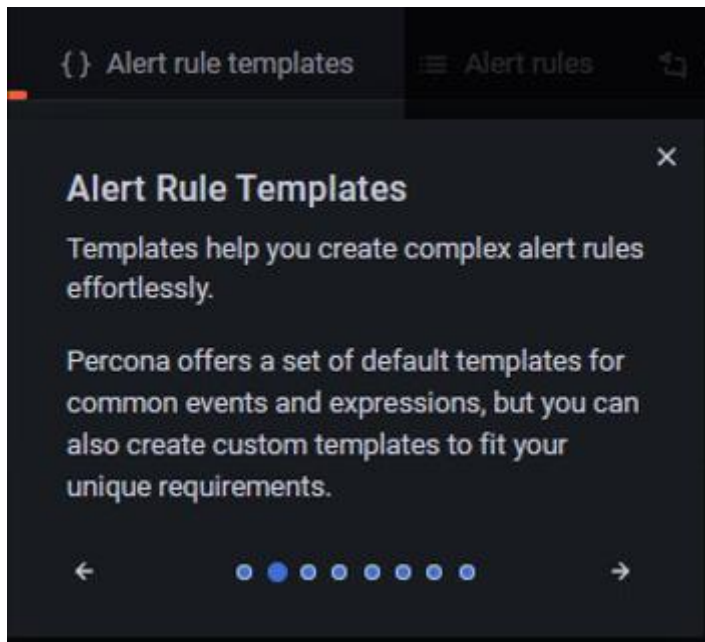 {} Alert rule templates
Alert rules
Alert Rule Templates
Templates help you create complex alert rules
effortlessly.
Percona offers a set of default templates for
common events and expressions, but you can
also create custom templates to fit your
unique requirements.